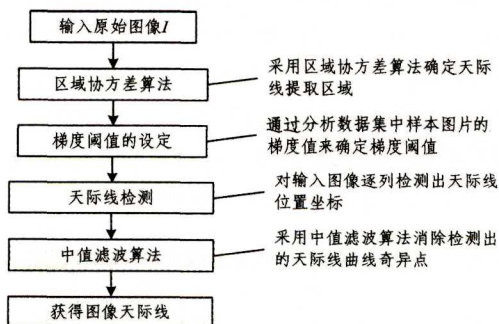 输入原始图像I
区域协方差算法
采用区域协方差算法确定天际
线提取区域
梯度阈值的设定
通过分析数据集中样本图片的
梯度值来确定梯度阈值
天际线检测
对输入图像逐列检测出天际线
位置坐标
中值滤波算法
采用中值滤波算法消除检测出
的天际线曲线奇异点
获得图像天际线